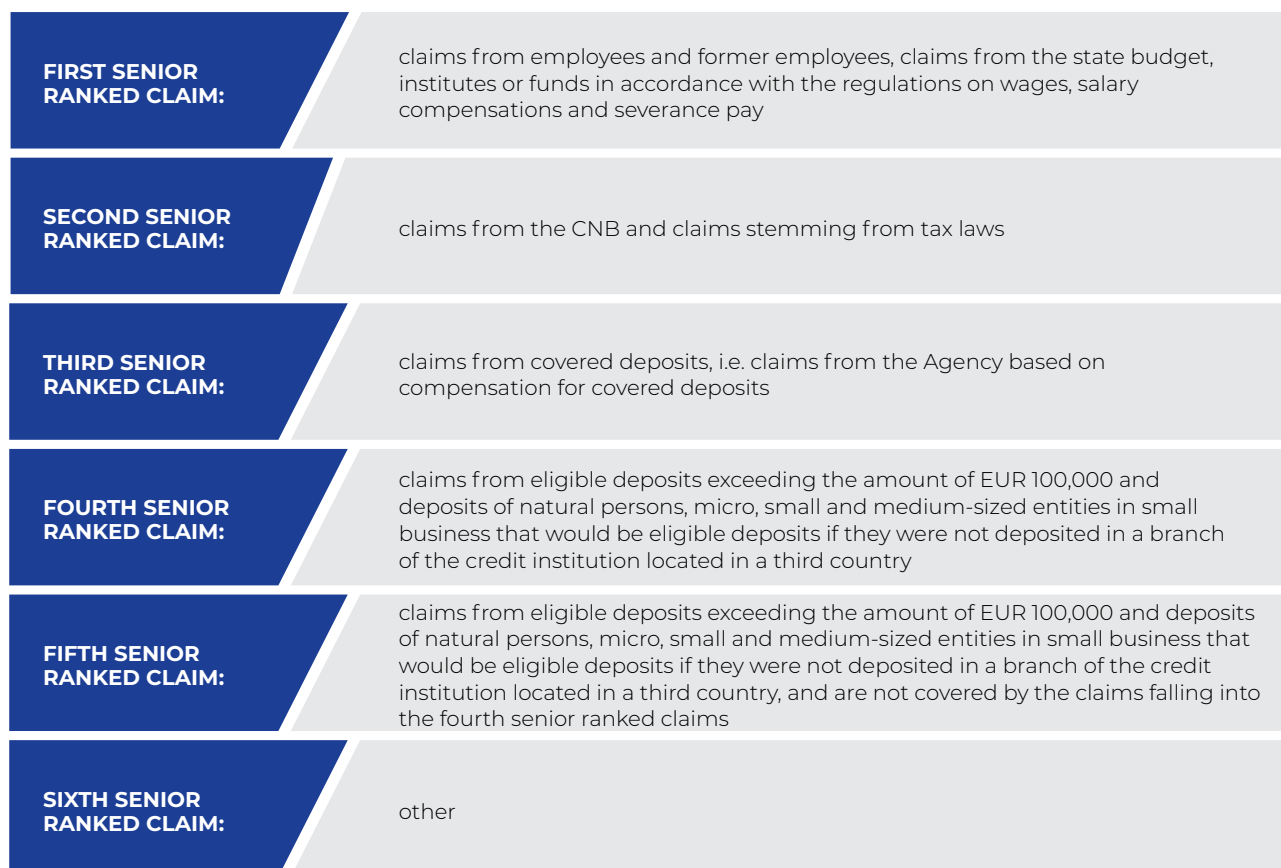 FIRST SENIOR
RANKED CLAIM:
claims from employees and former employees, claims from the state budget,
institutes or funds in accordance with the regulations on wages, salary
compensations and severance pay
SECOND SENIOR
RANKED CLAIM:
claims from the CNB and claims stemming from tax laws
THIRD SENIOR
RANKED CLAIM:
claims from covered deposits, i.e. claims from the Agency based on
compensation for covered deposits
FOURTH SENIOR
RANKED CLAIM:
claims from eligible deposits exceeding the amount of EUR 100,000 and
deposits of natural persons, micro, small and medium-sized entities in small
business that would be eligible deposits if they were not deposited in a branch
of the credit institution located in a third country
FIFTH SENIOR
RANKED CLAIM:
claims from eligible deposits exceeding the amount of EUR 100,000 and deposits
of natural persons, micro, small and medium-sized entities in small business that
would be eligible deposits if they were not deposited in a branch of the credit
institution located in a third country, and are not covered by the claims falling into
the fourth senior ranked claims
SIXTH SENIOR
RANKED CLAIM:
other